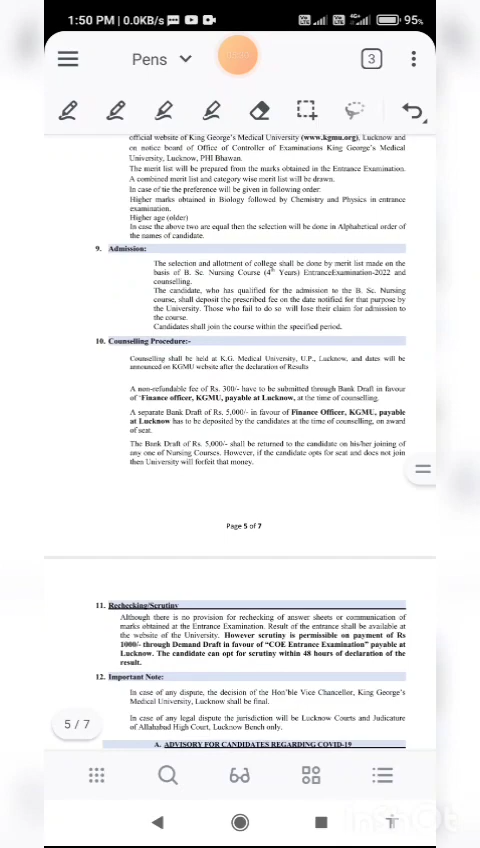 1:50 PM | 0.0KB/s
95%
Pens
3
official website of King George's Medical University (www.kgmu.org), Lucknow and
on notice board of Office of Controller of Examinations King George's Medical
University, Lucknow, PHI Bhawan.
The merit list will be prepared from the marks obtained in the Entrance Examination.
A combined merit list and category wise merit list will be drawn.
In case of tie the preference will be given in following order:
Higher marks obtained in Biology followed by Chemistry and Physics in entrance
examination.
Higher age (older)
In case the above two are equal then the selection will be done in Alphabetical order of
the names of candidate.
9. Admission:
The selection and allotment of college shall be done by merit list made on the
basis of B. Sc. Nursing Course (4th Years) EntranceExamination-2022 and
counselling.
The candidate, who has qualified for the admission to the B. Sc. Nursing
course, shall deposit the prescribed fee on the date notified for that purpose by
the University. Those who fail to do so will lose their claim for admission to
the course.
Candidates shall join the course within the specified period.
10. Counselling Procedure:-
Counselling shall be held at K.G. Medical University, U.P., Lucknow, and dates will be
announced on KGMU website after the declaration of Results
A non-refundable fee of Rs. 300/- have to be submitted through Bank Draft in favour
of 'Finance officer, KGMU, payable at Lucknow, at the time of counselling.
A separate Bank Draft of Rs. 5,000/- in favour of Finance Officer, KGMU, payable
at Lucknow has to be deposited by the candidates at the time of counselling, on award
of seat.
The Bank Draft of Rs. 5,000/- shall be returned to the candidate on his/her joining of
any one of Nursing Courses. However, if the candidate opts for seat and does not join
then University will forfeit that money.
Page 5 of 7
11. Rechecking/Scrutiny
Although there is no provision for rechecking of answer sheets or communication of
marks obtained at the Entrance Examination. Result of the entrance shall be available at
the website of the University. However scrutiny is permissible on payment of Rs
1000/- through Demand Draft in favour of "COE Entrance Examination" payable at
Lucknow. The candidate can opt for scrutiny within 48 hours of declaration of the
result.
12. Important Note:
In case of any dispute, the decision of the Hon'ble Vice Chancellor, King George's
Medical University, Lucknow shall be final.
In case of any legal dispute the jurisdiction will be Lucknow Courts and Judicature
of Allahabad High Court, Lucknow Bench only.
5 / 7
A. ADVISORY FOR CANDIDATES REGARDING COVID-19
InShOt